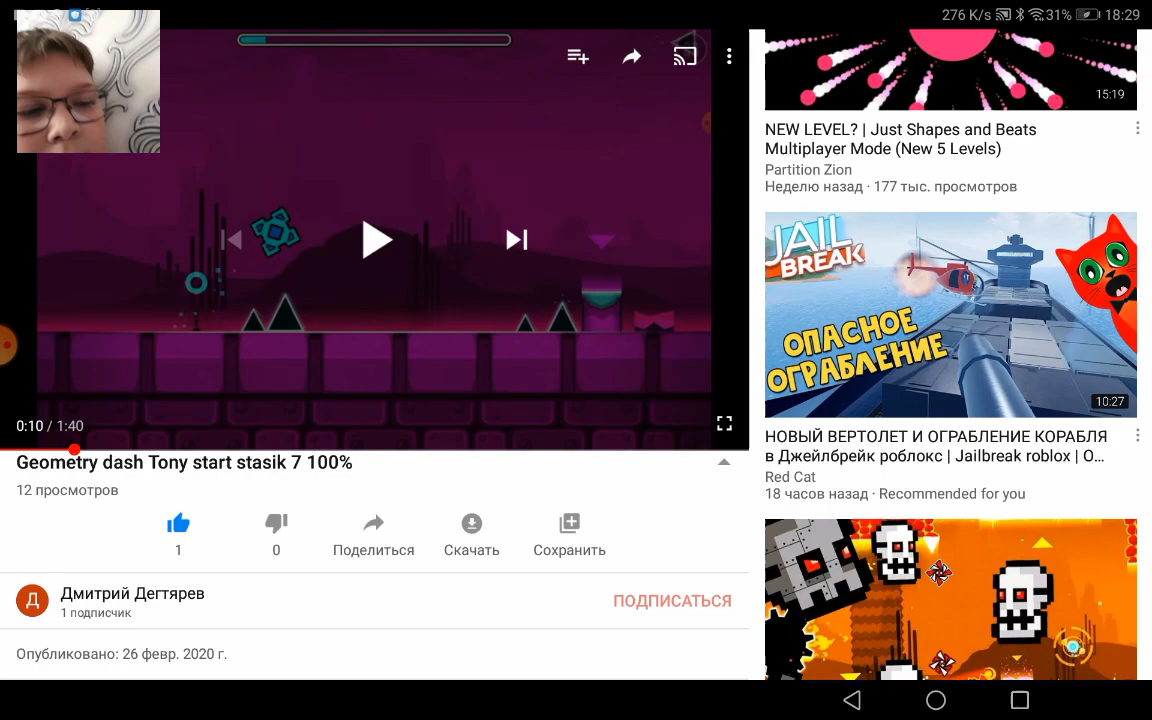 276 K/s 31% 18:29
0:10 / 1:40
Geometry dash Tony start stasik 7 100%
12 просмотров
1
0
Поделиться
Скачать
Сохранить
Д
Дмитрий Дегтярев
1 подписчик
ПОДПИСАТЬСЯ
Опубликовано: 26 февр. 2020 г.
15:19
NEW LEVEL? | Just Shapes and Beats
Multiplayer Mode (New 5 Levels)
Partition Zion
Неделю назад · 177 тыс. просмотров
JAIL
BREAK
ОПАСНОЕ
ОГРАБЛЕНИЕ
10:27
НОВЫЙ ВЕРТОЛЕТ И ОГРАБЛЕНИЕ КОРАБЛЯ
в Джейлбрейк роблокс | Jailbreak roblox | O...
Red Cat
18 часов назад · Recommended for you